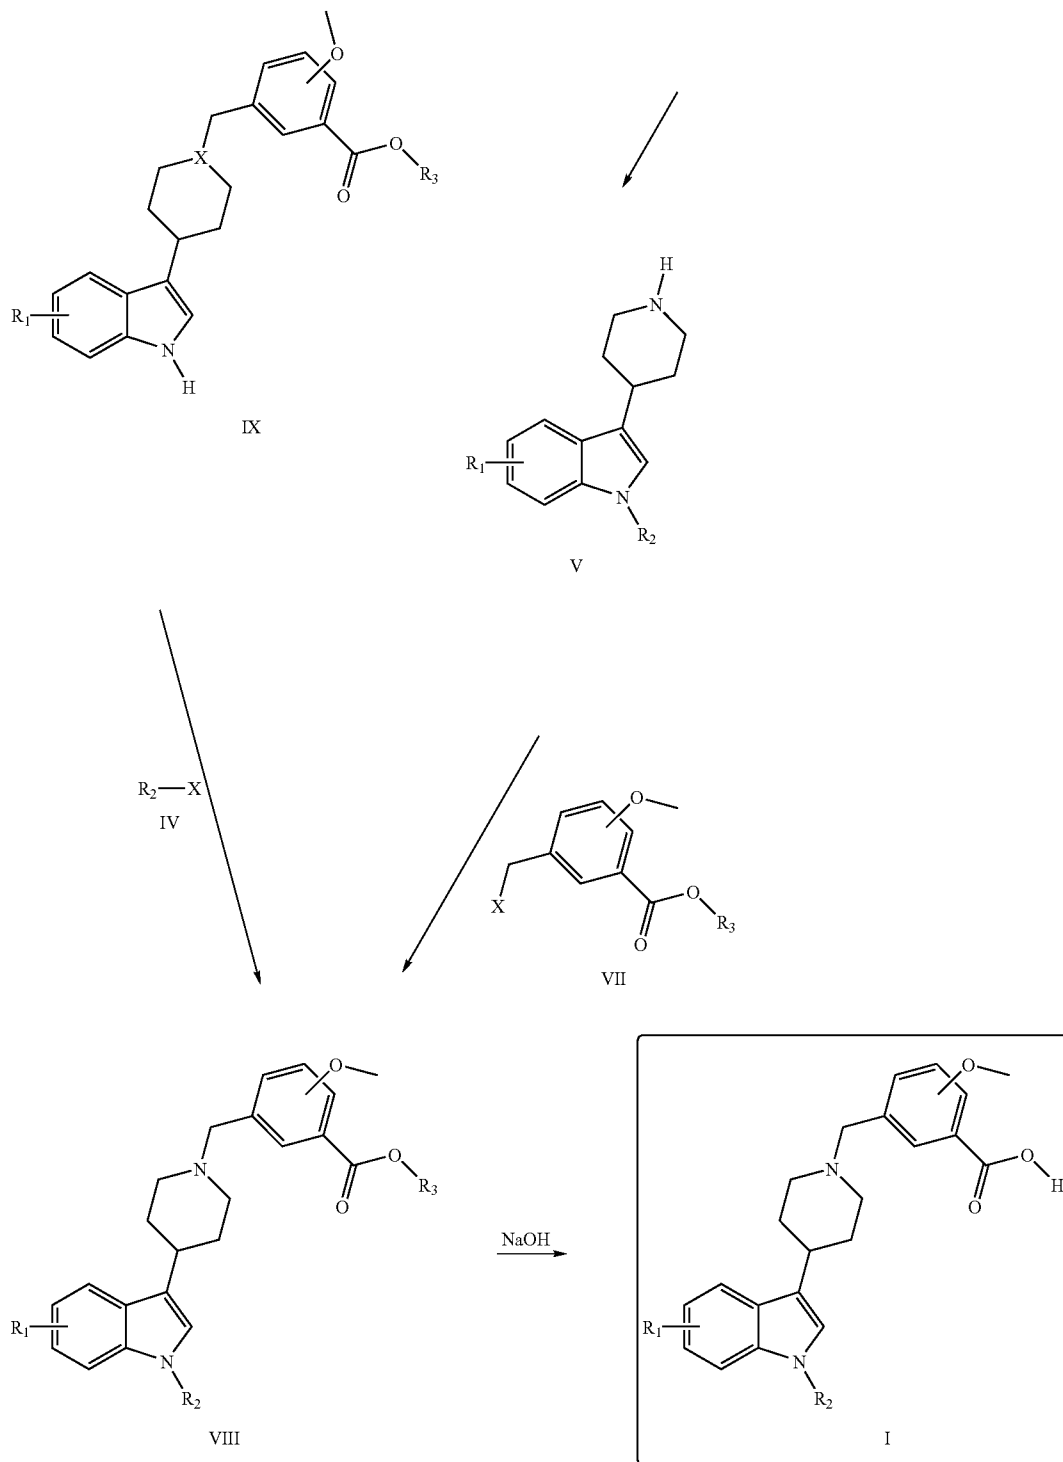 O
O
X
R₃
O
H
N
R₁
N
H
IX
R₁
N
R₂
V
R₂—X
IV
O
O
X
R₃
O
VII
O
O
N
R₃
O
NaOH
R₁
N
R₂
VIII
O
O
N
H
O
R₁
N
R₂
I